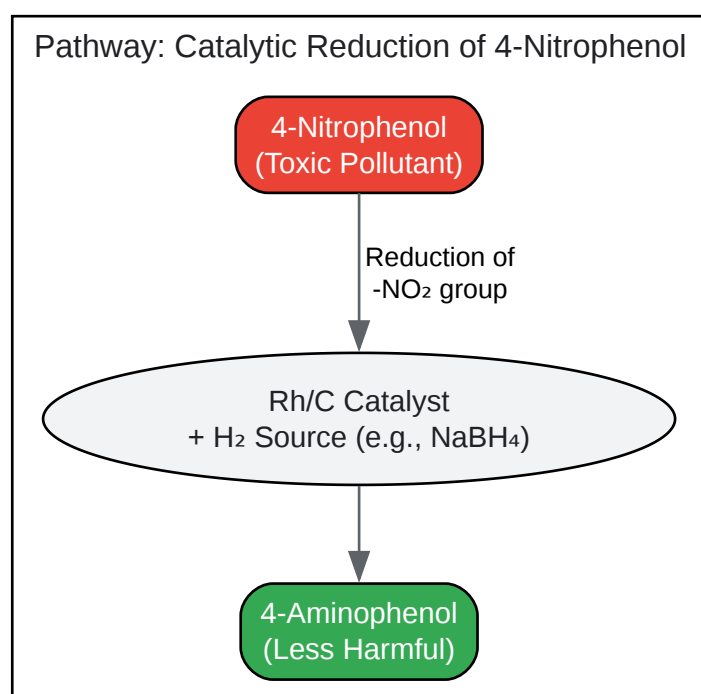 Pathway: Catalytic Reduction of 4-Nitrophenol
4-Nitrophenol
(Toxic Pollutant)
Reduction of
-NO₂ group
Rh/C Catalyst
+ H₂ Source (e.g., NaBH₄)
4-Aminophenol
(Less Harmful)